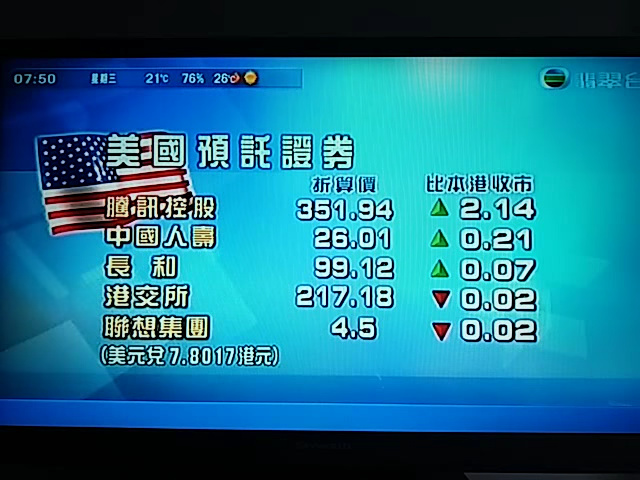 07:50 星期三 21℃ 76% 26℃
翡翠台
美國預託證券
折算價 比本港收市
騰訊控股 351.94 ▲ 2.14
中國人壽 26.01 ▲ 0.21
長和 99.12 ▲ 0.07
港交所 217.18 ▼ 0.02
聯想集團 4.5 ▼ 0.02
(美元兌7.8017港元)